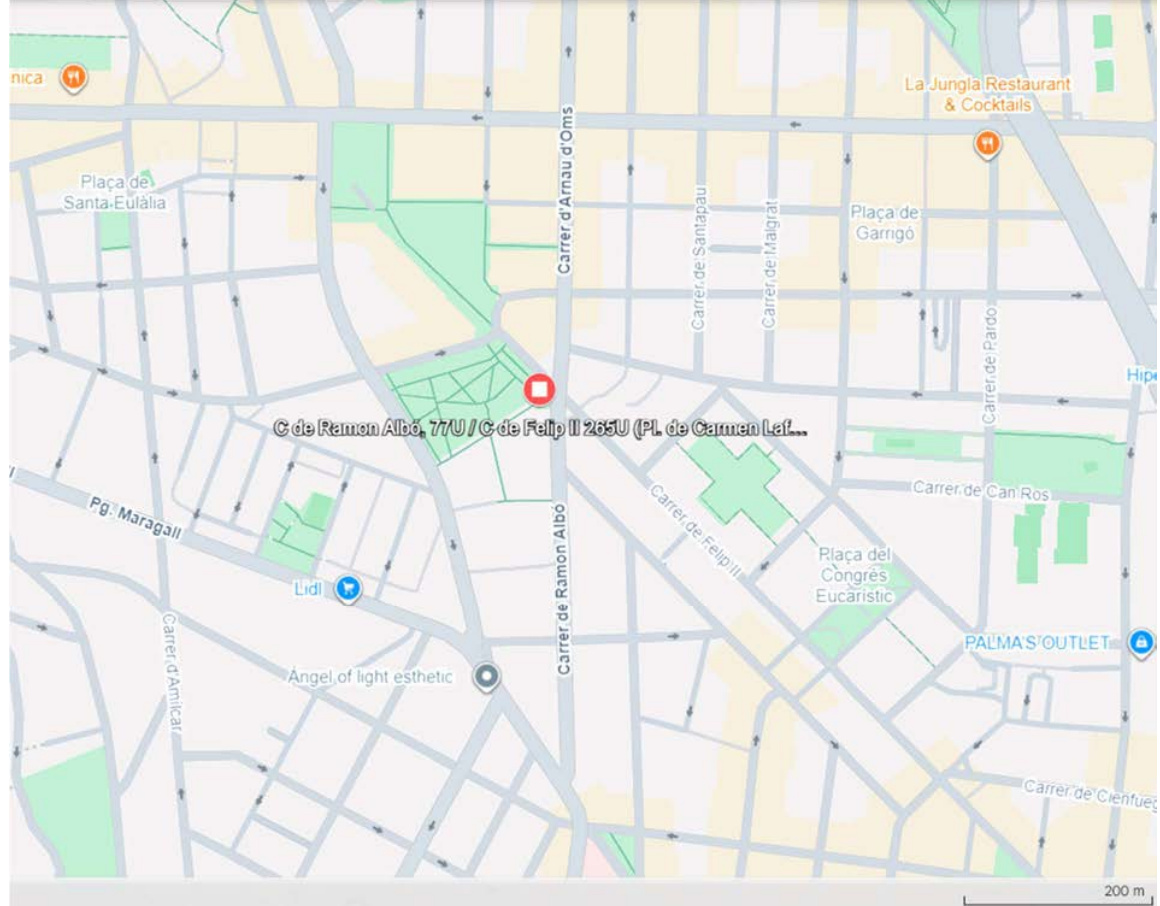 nica
La Jungla Restaurant
& Cocktails
Carrer d'Arnau d'Oms
Plaça de
Santa Eulàlia
Carrer de Santapau
Carrer de Malgrat
Plaça de
Garrigó
Carrer de Pardo
Hipe
C de Ramon Albó, 77U / C de Felip II 265U (Pl. de Carmen Laf...
Pg. Maragall
Carrer de Can Ros
Carrer de Felip II
Carrer de Ramon Albó
Plaça del
Congrés
Eucarístic
Lidl
Carrer d'Amílcar
PALMA'S OUTLET
Àngel of light esthetic
Carrer de Cienfueg
200 m